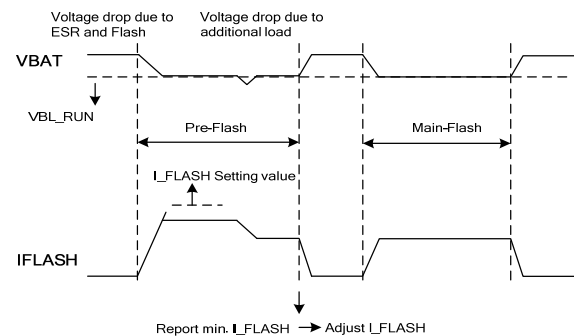 Voltage drop due to
ESR and Flash
Voltage drop due to
additional load
VBAT
VBL_RUN
Pre-Flash
Main-Flash
I_FLASH Setting value
IFLASH
Report min. I_FLASH
Adjust I_FLASH